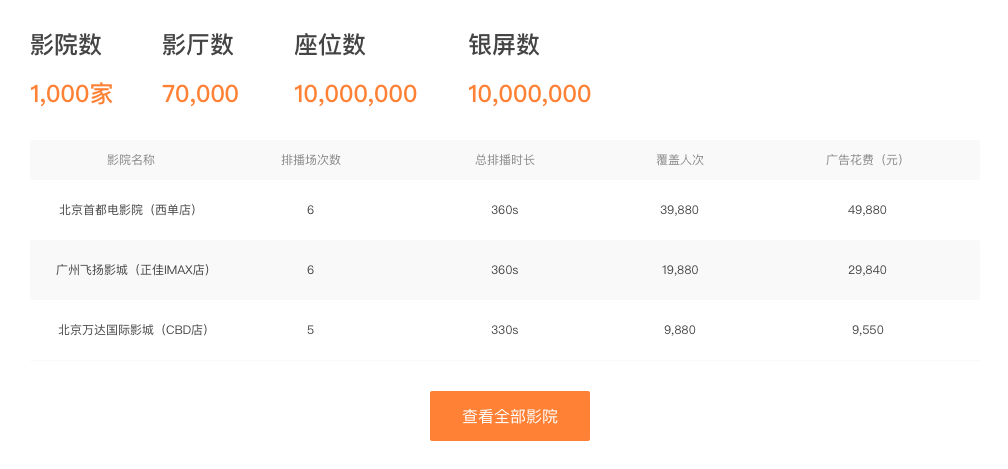 影院数 影厅数 座位数 银屏数
1,000家 70,000 10,000,000 10,000,000
影院名称 排播场次数 总排播时长 覆盖人次 广告花费（元）
北京首都电影院（西单店） 6 360s 39,880 49,880
广州飞扬影城（正佳IMAX店） 6 360s 19,880 29,840
北京万达国际影城（CBD店） 5 330s 9,880 9,550
查看全部影院